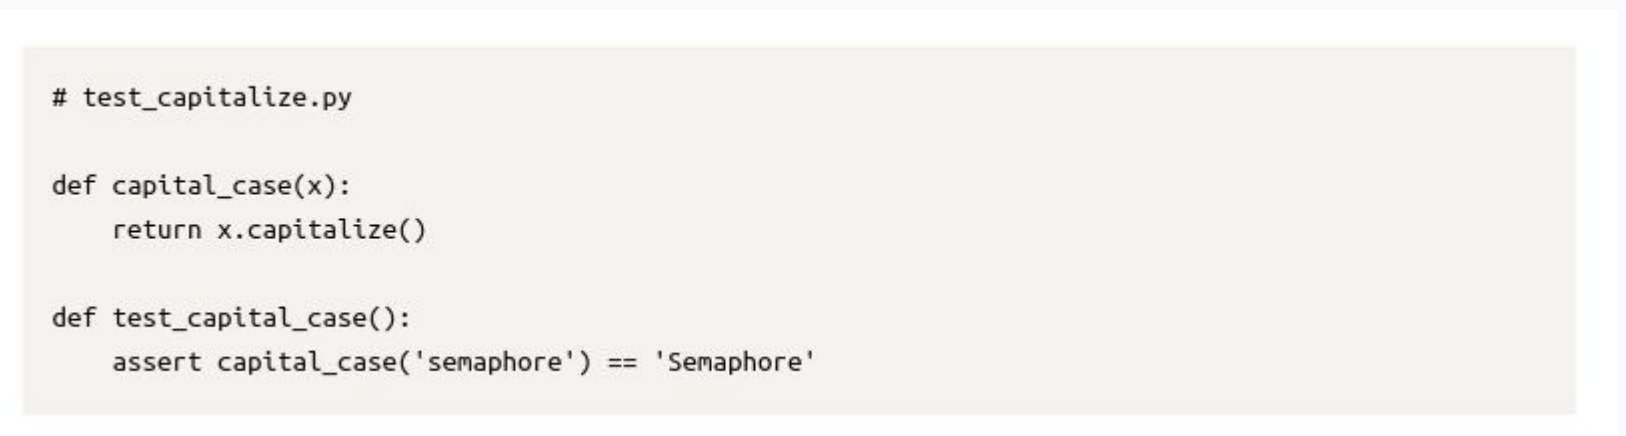 # test_capitalize.py
def capital_case(x):
    return x.capitalize()
def test_capital_case():
    assert capital_case('semaphore') == 'Semaphore'